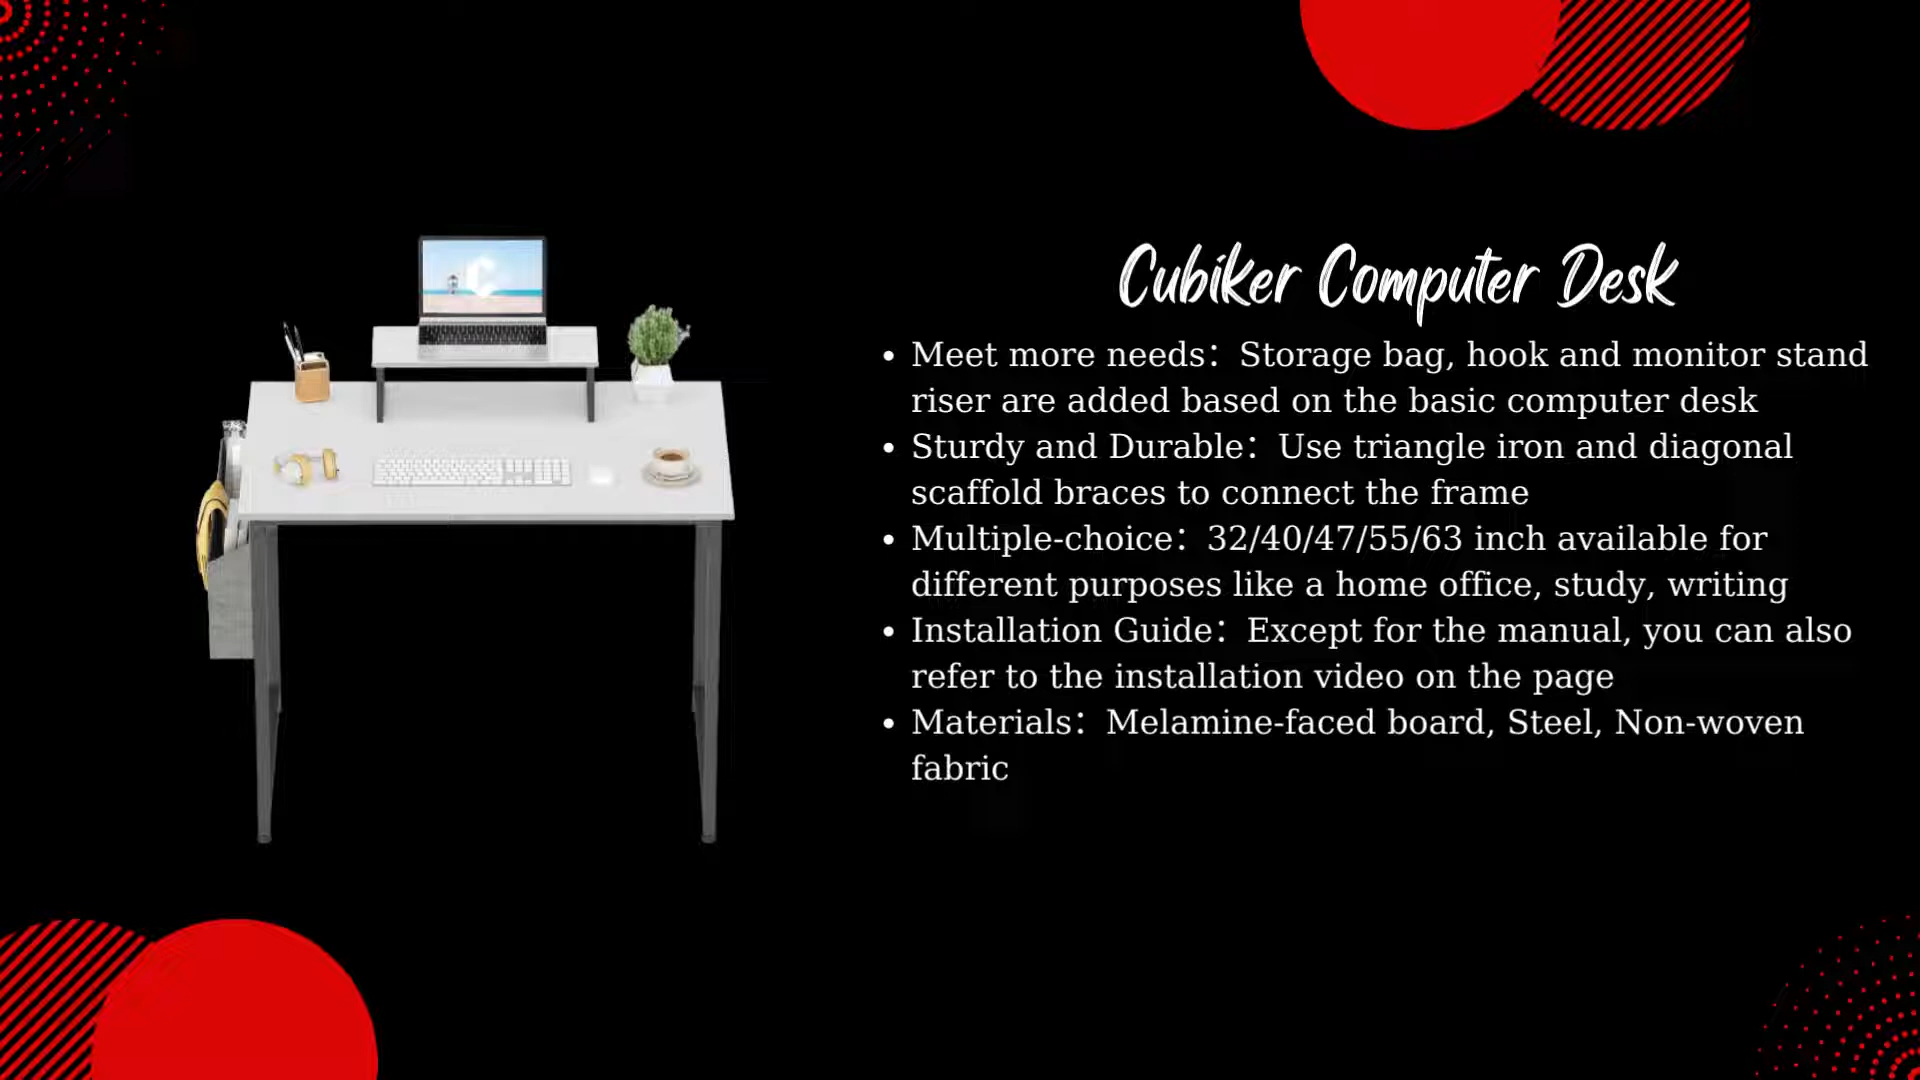 Cubiker Computer Desk
• Meet more needs：Storage bag, hook and monitor stand
riser are added based on the basic computer desk
• Sturdy and Durable：Use triangle iron and diagonal
scaffold braces to connect the frame
• Multiple-choice：32/40/47/55/63 inch available for
different purposes like a home office, study, writing
• Installation Guide：Except for the manual, you can also
refer to the installation video on the page
• Materials：Melamine-faced board, Steel, Non-woven
fabric